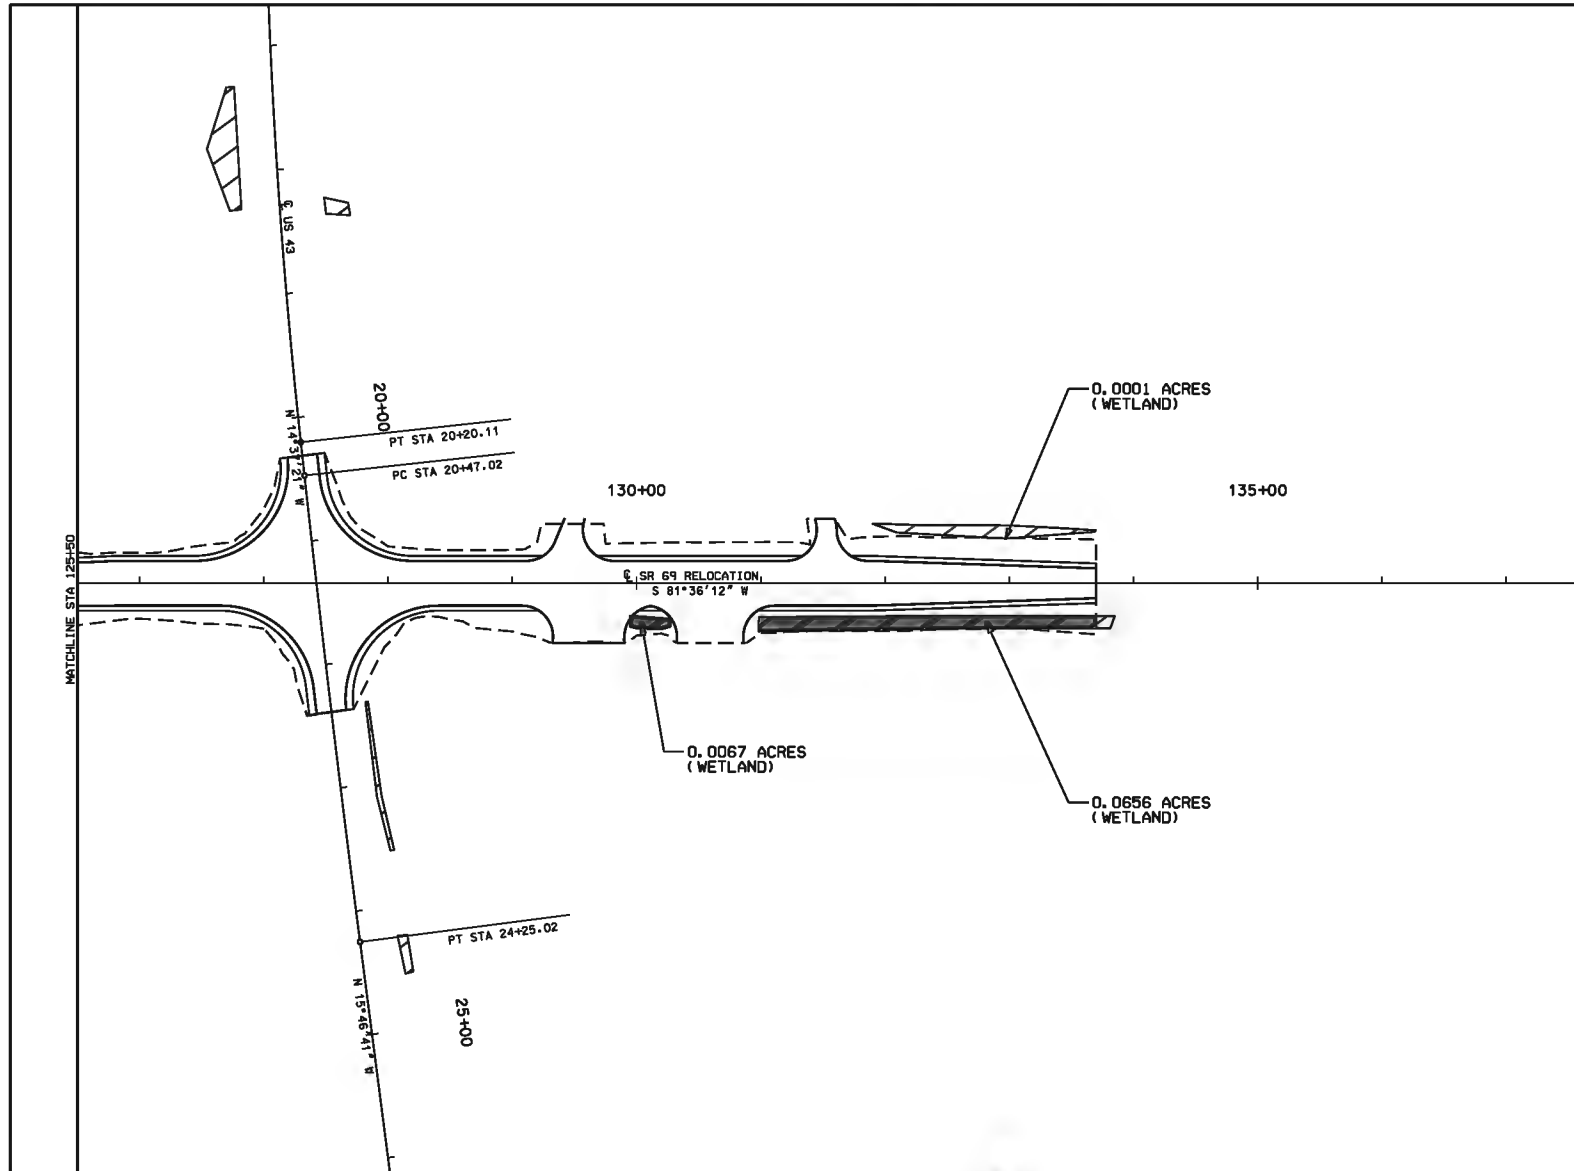 ℄ US 43
20+00
N 14°37'21" W
PT STA 20+20.11
PC STA 20+47.02
0.0001 ACRES
(WETLAND)
130+00
135+00
MATCHLINE STA 125+50
℄ SR 69 RELOCATION
S 81°36'12" W
0.0067 ACRES
(WETLAND)
0.0656 ACRES
(WETLAND)
PT STA 24+25.02
N 15°46'41" W
25+00